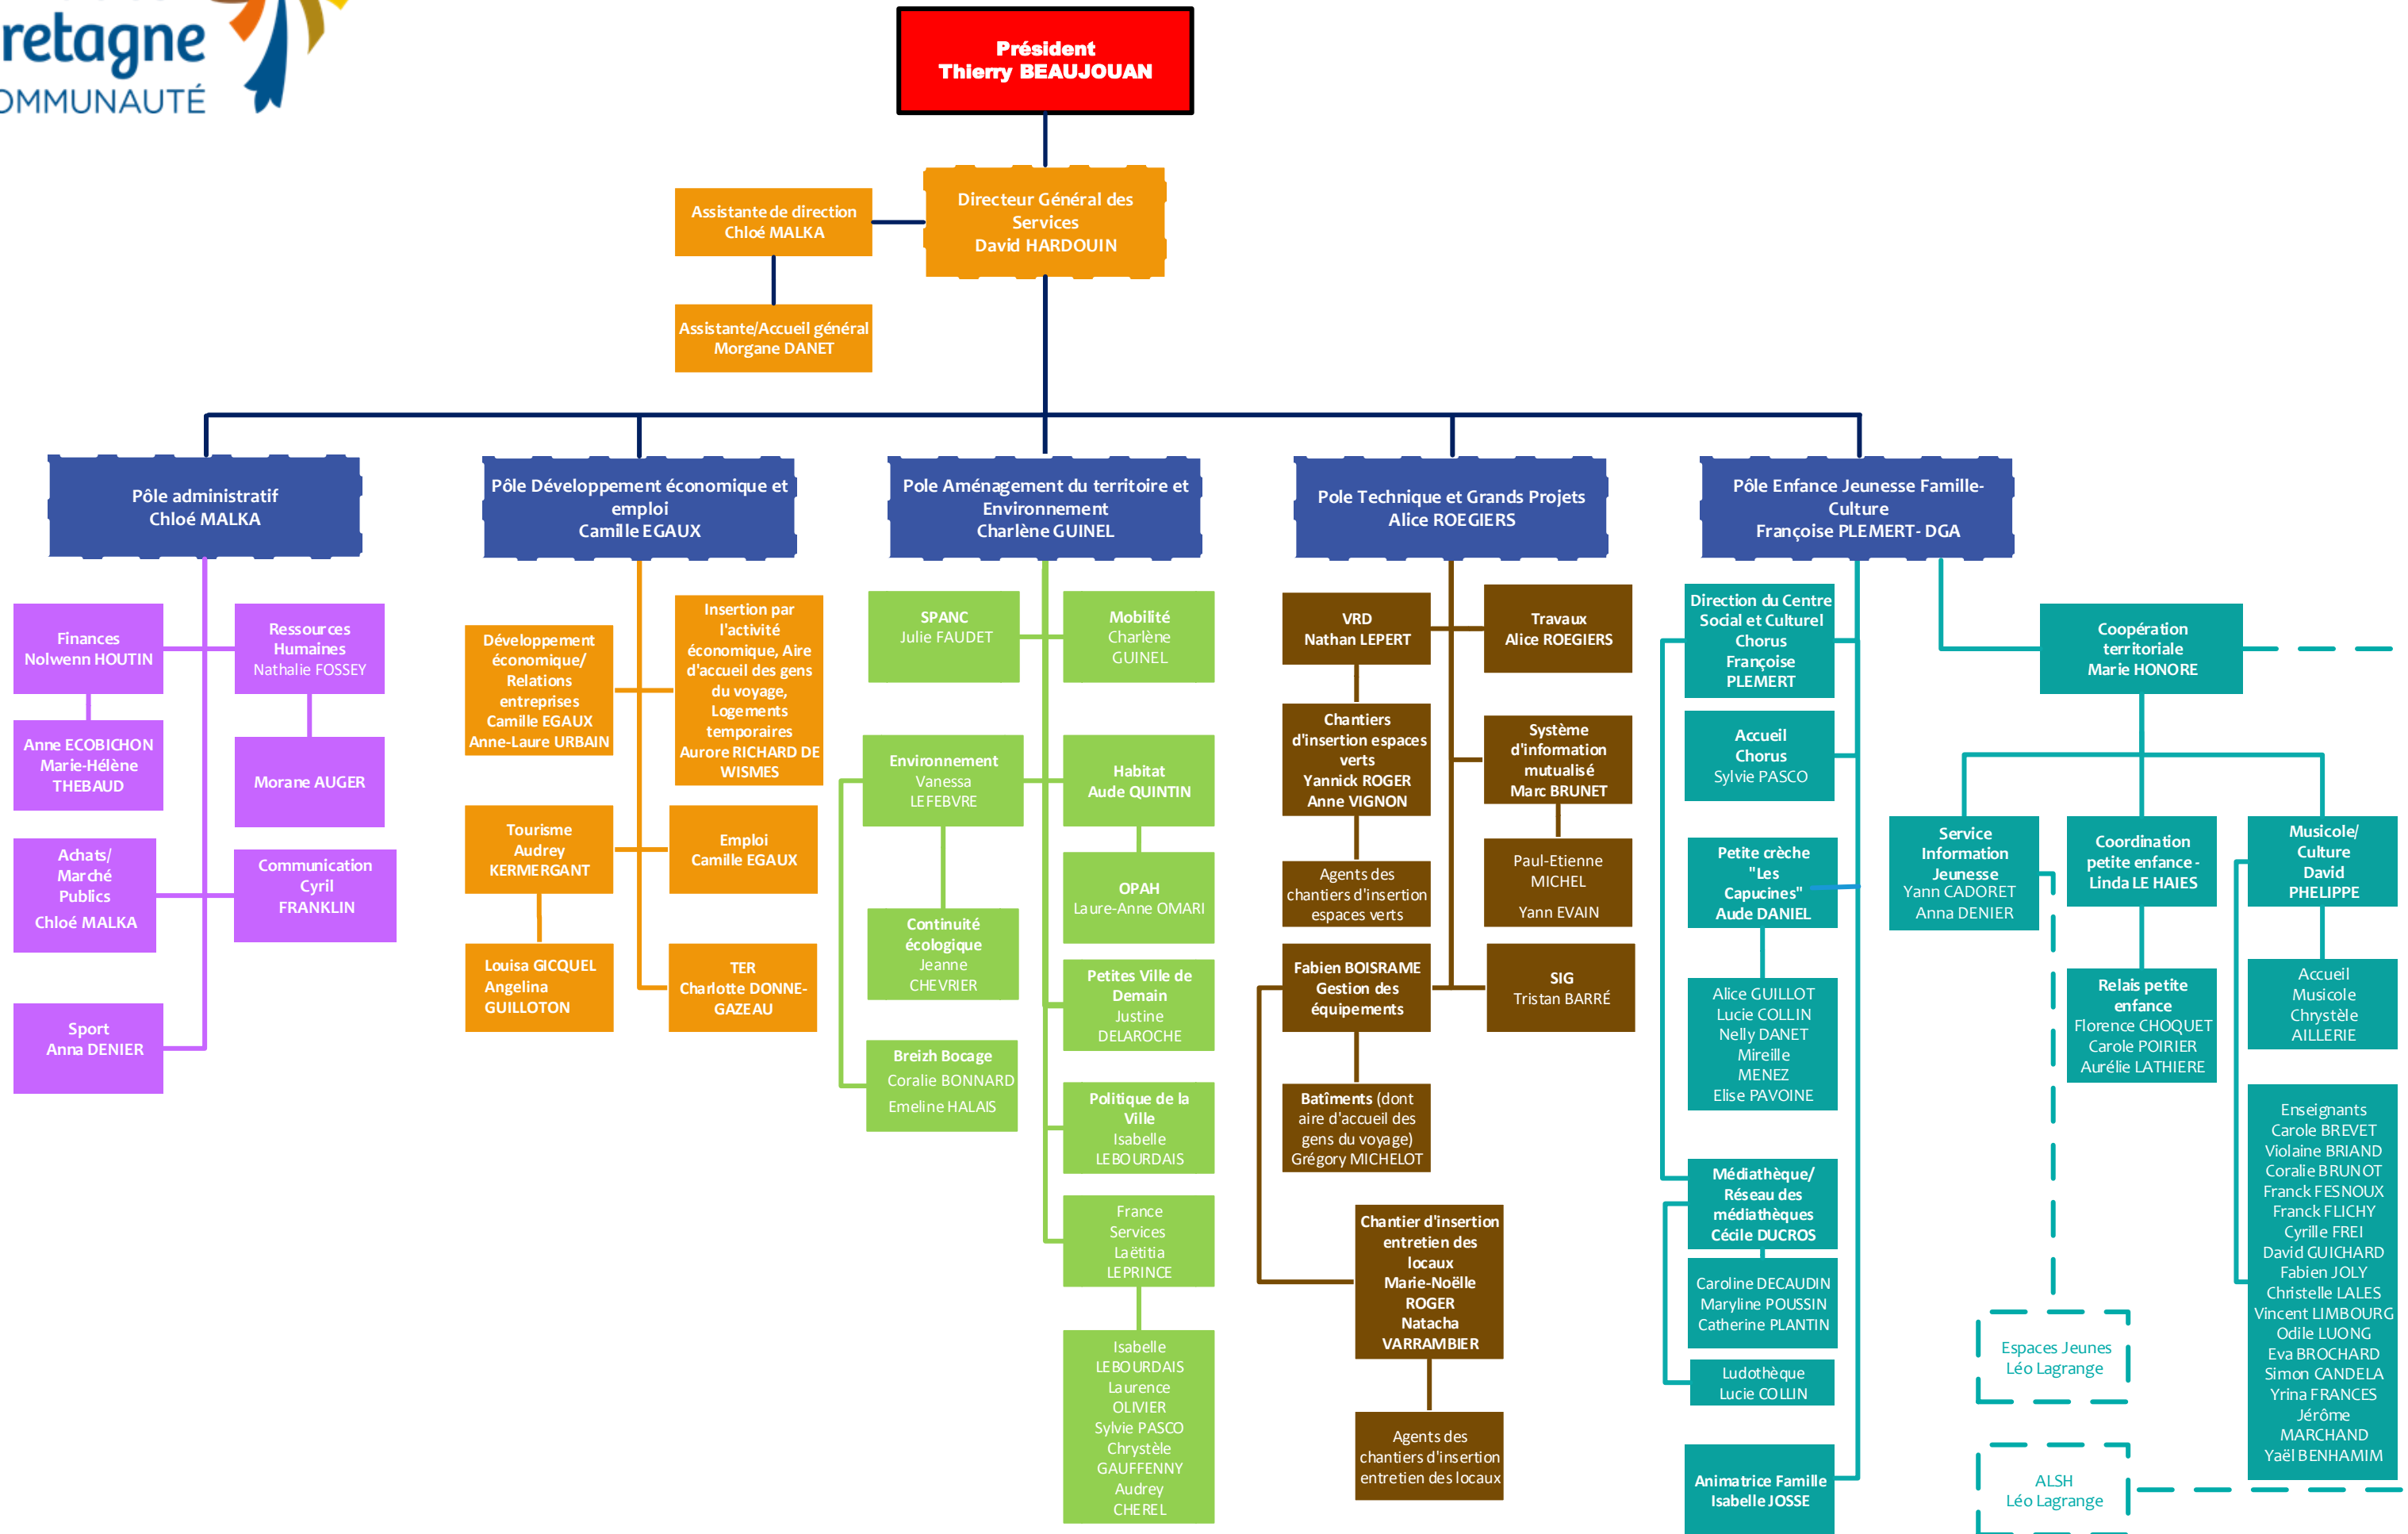 retagne
OMMUNAUTÉ
Président
Thierry BEAUJOUAN
Directeur Général des
Services
David HARDOUIN
Assistante de direction
Chloé MALKA
Assistante/Accueil général
Morgane DANET
Pôle administratif
Chloé MALKA
Finances
Nolwenn HOUTIN
Ressources
Humaines
Nathalie FOSSEY
Anne ECOBICHON
Marie-Hélène
THEBAUD
Morane AUGER
Achats/
Marché
Publics
Chloé MALKA
Communication
Cyril
FRANKLIN
Sport
Anna DENIER
Pôle Développement économique et
emploi
Camille EGAUX
Développement
économique/
Relations
entreprises
Camille EGAUX
Anne-Laure URBAIN
Insertion par
l'activité
économique, Aire
d'accueil des gens
du voyage,
Logements
temporaires
Aurore RICHARD DE
WISMES
Tourisme
Audrey
KERMERGANT
Emploi
Camille EGAUX
Louisa GICQUEL
Angelina
GUILLOTON
TER
Charlotte DONNE-
GAZEAU
Pole Aménagement du territoire et
Environnement
Charlène GUINEL
SPANC
Julie FAUDET
Mobilité
Charlène
GUINEL
Environnement
Vanessa
LEFEBVRE
Habitat
Aude QUINTIN
OPAH
Laure-Anne OMARI
Continuité
écologique
Jeanne
CHEVRIER
Petites Ville de
Demain
Justine
DELAROCHE
Breizh Bocage
Coralie BONNARD
Emeline HALAIS
Politique de la
Ville
Isabelle
LEBOURDAIS
France
Services
Laëtitia
LEPRINCE
Isabelle
LEBOURDAIS
Laurence
OLIVIER
Sylvie PASCO
Chrystèle
GAUFFENNY
Audrey
CHEREL
Pole Technique et Grands Projets
Alice ROEGIERS
VRD
Nathan LEPERT
Travaux
Alice ROEGIERS
Chantiers
d'insertion espaces
verts
Yannick ROGER
Anne VIGNON
Système
d'information
mutualisé
Marc BRUNET
Agents des
chantiers d'insertion
espaces verts
Paul-Etienne
MICHEL
Yann EVAIN
Fabien BOISRAME
Gestion des
équipements
SIG
Tristan BARRÉ
Batîments (dont
aire d'accueil des
gens du voyage)
Grégory MICHELOT
Chantier d'insertion
entretien des
locaux
Marie-Noëlle
ROGER
Natacha
VARRAMBIER
Agents des
chantiers d'insertion
entretien des locaux
Pôle Enfance Jeunesse Famille-
Culture
Françoise PLEMERT- DGA
Direction du Centre
Social et Culturel
Chorus
Françoise
PLEMERT
Accueil
Chorus
Sylvie PASCO
Petite crèche
"Les
Capucines"
Aude DANIEL
Alice GUILLOT
Lucie COLLIN
Nelly DANET
Mireille
MENEZ
Elise PAVOINE
Médiathèque/
Réseau des
médiathèques
Cécile DUCROS
Caroline DECAUDIN
Maryline POUSSIN
Catherine PLANTIN
Ludothèque
Lucie COLLIN
Animatrice Famille
Isabelle JOSSE
Coopération
territoriale
Marie HONORE
Service
Information
Jeunesse
Yann CADORET
Anna DENIER
Coordination
petite enfance -
Linda LE HAIES
Musicole/
Culture
David
PHELIPPE
Relais petite
enfance
Florence CHOQUET
Carole POIRIER
Aurélie LATHIERE
Accueil
Musicole
Chrystèle
AILLERIE
Enseignants
Carole BREVET
Violaine BRIAND
Coralie BRUNOT
Franck FESNOUX
Franck FLICHY
Cyrille FREI
David GUICHARD
Fabien JOLY
Christelle LALES
Vincent LIMBOURG
Odile LUONG
Eva BROCHARD
Simon CANDELA
Yrina FRANCES
Jérôme
MARCHAND
Yaël BENHAMIM
Espaces Jeunes
Léo Lagrange
ALSH
Léo Lagrange